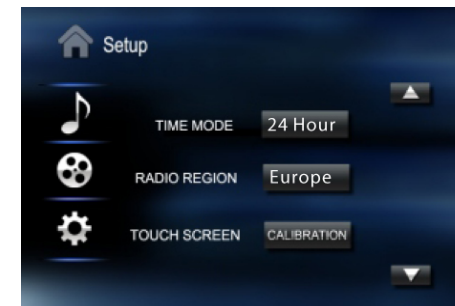 Setup
TIME MODE 24 Hour
RADIO REGION Europe
TOUCH SCREEN CALIBRATION